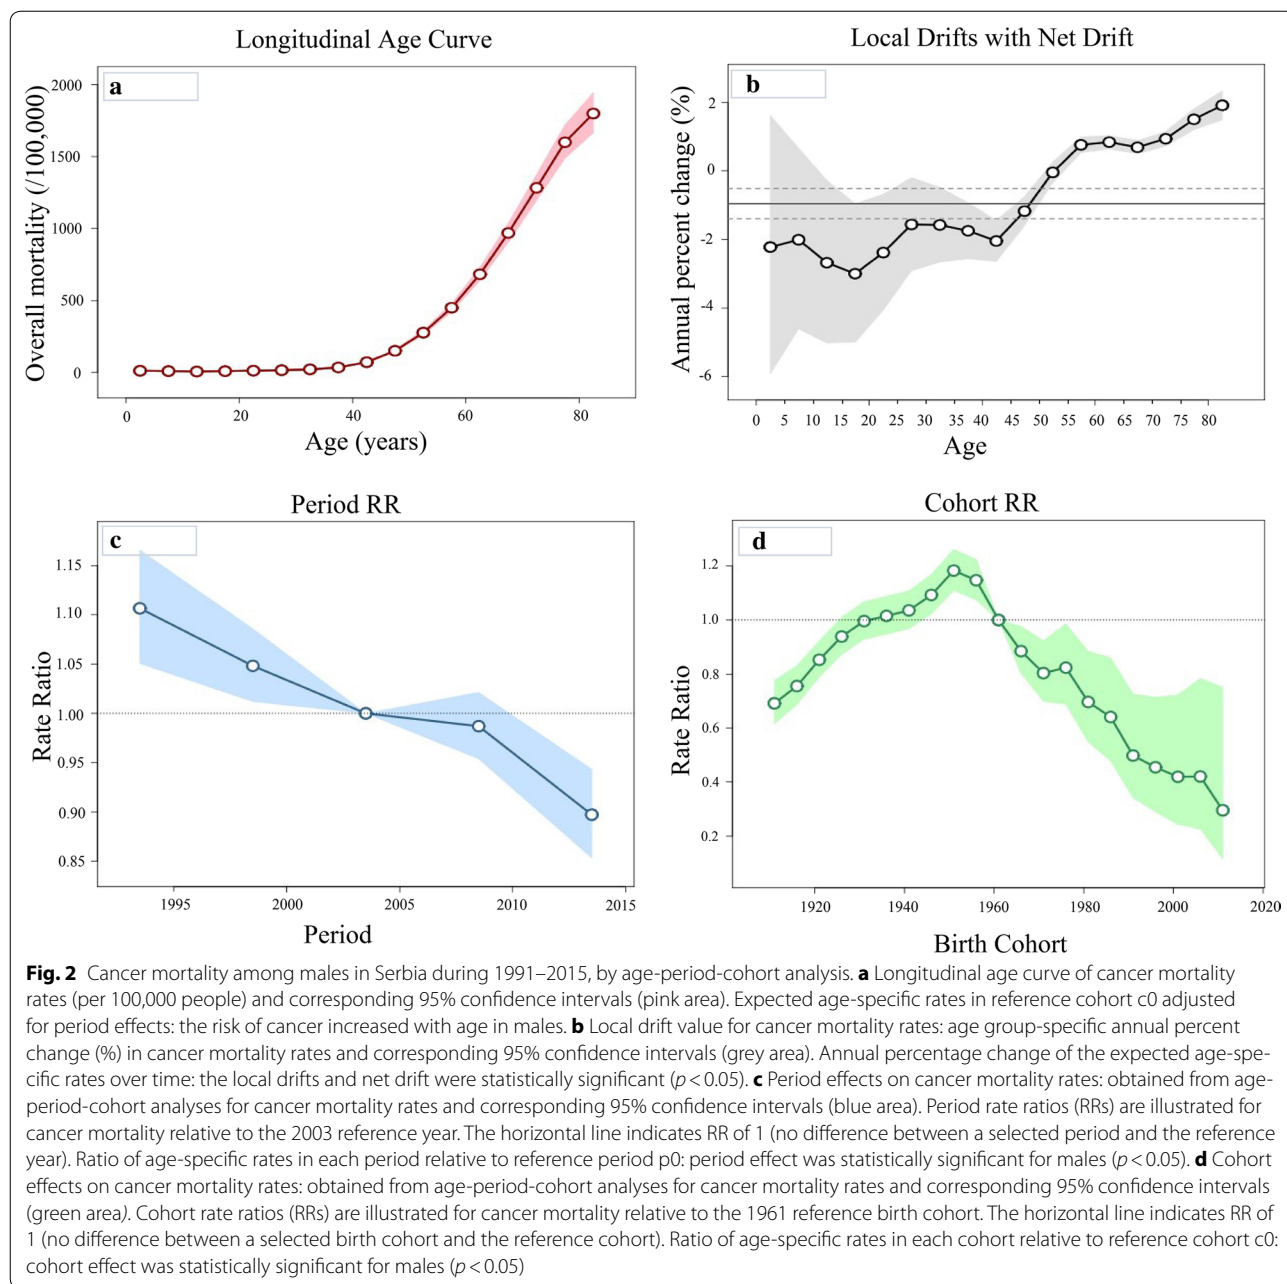 Longitudinal Age Curve
a
Overall mortality (/100,000)
2000
1500
1000
500
0
0 20 40 60 80
Age (years)
Local Drifts with Net Drift
b
Annual percent change (%)
2
0
-2
-4
-6
0 5 10 15 20 25 30 35 40 45 50 55 60 65 70 75 80
Age
Period RR
c
Rate Ratio
1.15
1.10
1.05
1.00
0.95
0.90
0.85
1995 2000 2005 2010 2015
Period
Cohort RR
d
Rate Ratio
1.2
1.0
0.8
0.6
0.4
0.2
1920 1940 1960 1980 2000 2020
Birth Cohort
Fig. 2 Cancer mortality among males in Serbia during 1991–2015, by age-period-cohort analysis. a Longitudinal age curve of cancer mortality
rates (per 100,000 people) and corresponding 95% confidence intervals (pink area). Expected age-specific rates in reference cohort c0 adjusted
for period effects: the risk of cancer increased with age in males. b Local drift value for cancer mortality rates: age group-specific annual percent
change (%) in cancer mortality rates and corresponding 95% confidence intervals (grey area). Annual percentage change of the expected age-spe-
cific rates over time: the local drifts and net drift were statistically significant (p < 0.05). c Period effects on cancer mortality rates: obtained from age-
period-cohort analyses for cancer mortality rates and corresponding 95% confidence intervals (blue area). Period rate ratios (RRs) are illustrated for
cancer mortality relative to the 2003 reference year. The horizontal line indicates RR of 1 (no difference between a selected period and the reference
year). Ratio of age-specific rates in each period relative to reference period p0: period effect was statistically significant for males (p < 0.05). d Cohort
effects on cancer mortality rates: obtained from age-period-cohort analyses for cancer mortality rates and corresponding 95% confidence intervals
(green area). Cohort rate ratios (RRs) are illustrated for cancer mortality relative to the 1961 reference birth cohort. The horizontal line indicates RR of
1 (no difference between a selected birth cohort and the reference cohort). Ratio of age-specific rates in each cohort relative to reference cohort c0:
cohort effect was statistically significant for males (p < 0.05)